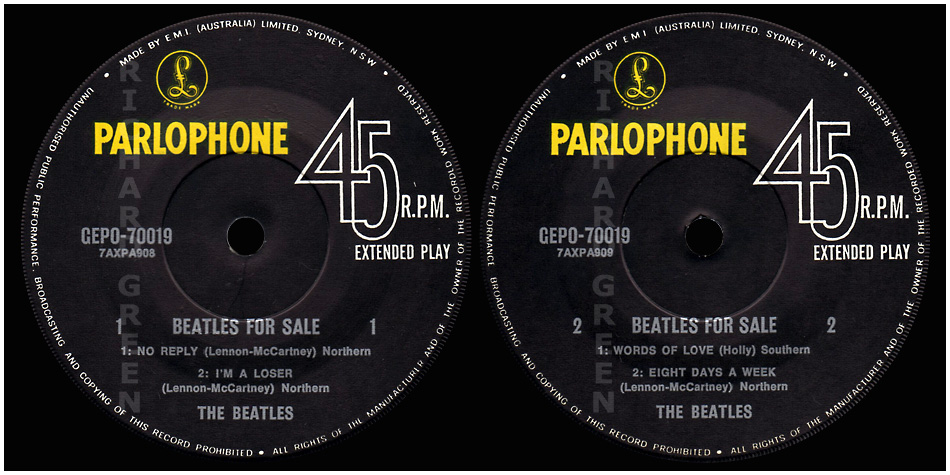 MADE BY E.M.I. (AUSTRALIA) LIMITED, SYDNEY, N.S.W.
UNAUTHORISED PUBLIC PERFORMANCE, BROADCASTING AND COPYING OF THIS RECORD PROHIBITED • ALL RIGHTS OF THE MANUFACTURER AND OF THE OWNER OF THE RECORDED WORK RESERVED
£
TRADE MARK
PARLOPHONE
45
R.P.M.
EXTENDED PLAY
GEPO-70019
7AXPA908
1 BEATLES FOR SALE 1
1: NO REPLY (Lennon-McCartney) Northern
2: I'M A LOSER
(Lennon-McCartney) Northern
THE BEATLES
RICHARD GREEN
MADE BY E.M.I. (AUSTRALIA) LIMITED, SYDNEY, N.S.W.
UNAUTHORISED PUBLIC PERFORMANCE, BROADCASTING AND COPYING OF THIS RECORD PROHIBITED • ALL RIGHTS OF THE MANUFACTURER AND OF THE OWNER OF THE RECORDED WORK RESERVED
£
TRADE MARK
PARLOPHONE
45
R.P.M.
EXTENDED PLAY
GEPO-70019
7AXPA909
2 BEATLES FOR SALE 2
1: WORDS OF LOVE (Holly) Southern
2: EIGHT DAYS A WEEK
(Lennon-McCartney) Northern
THE BEATLES
RICHARD GREEN